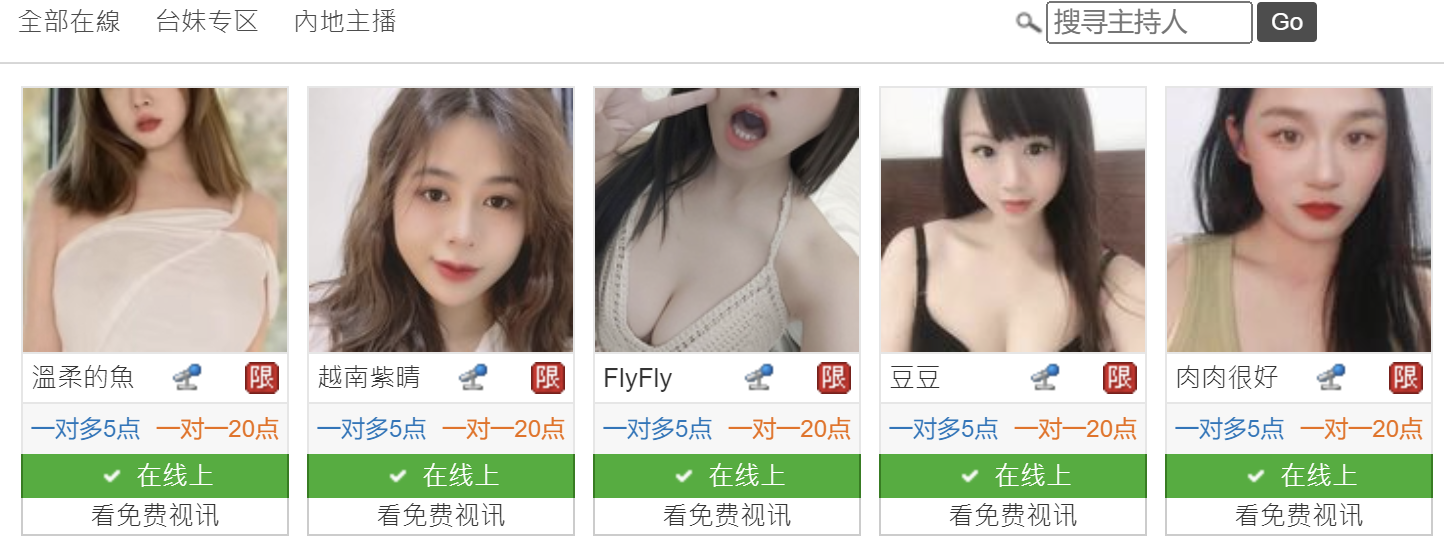 全部在線 台妹专区 內地主播 搜寻主持人 Go
溫柔的魚 限 越南紫晴 限 FlyFly 限 豆豆 限 肉肉很好 限
一对多5点 一对一20点 一对多5点 一对一20点 一对多5点 一对一20点 一对多5点 一对一20点 一对多5点 一对一20点
在线上 在线上 在线上 在线上 在线上
看免费视讯 看免费视讯 看免费视讯 看免费视讯 看免费视讯